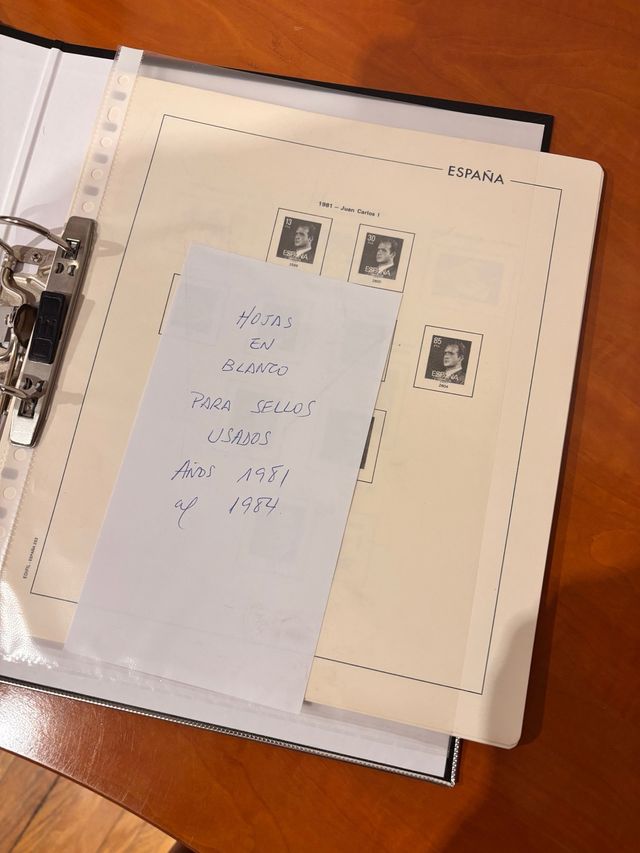 ESPAÑA
1981 – Juan Carlos I
13
ESPAÑA
30
ESPAÑA
85
ESPAÑA
2604
HOJAS
EN
BLANCO
PARA SELLOS
USADOS
AÑOS 1981
al 1984.